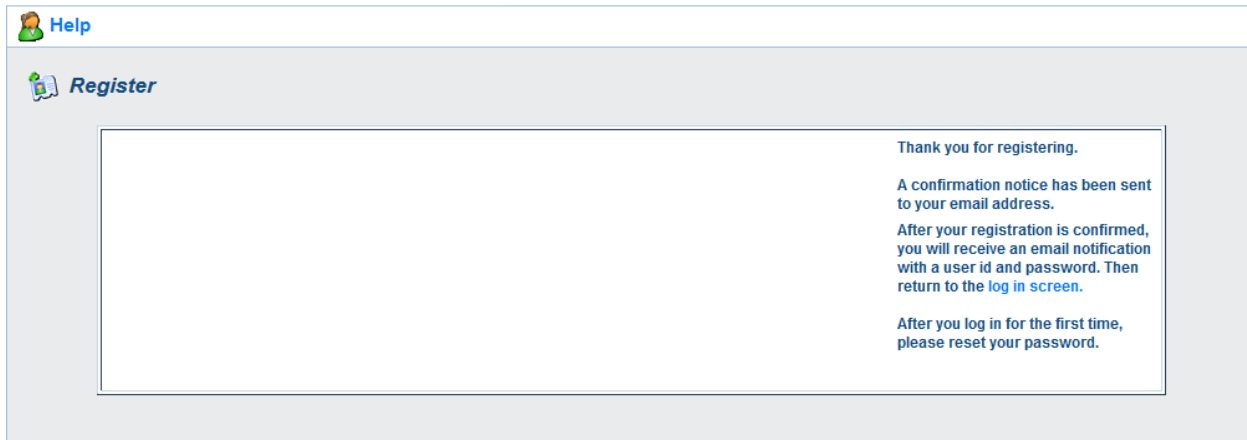 Help
Register
Thank you for registering.
A confirmation notice has been sent
to your email address.
After your registration is confirmed,
you will receive an email notification
with a user id and password. Then
return to the log in screen.
After you log in for the first time,
please reset your password.